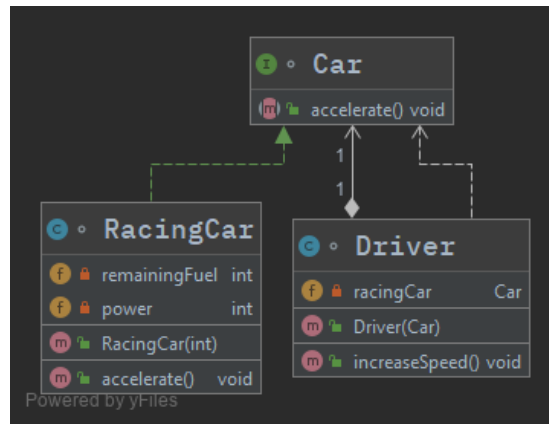 Car
accelerate() void
1
1
RacingCar
remainingFuel int
power int
RacingCar(int)
accelerate() void
Driver
racingCar Car
Driver(Car)
increaseSpeed() void
Powered by yFiles